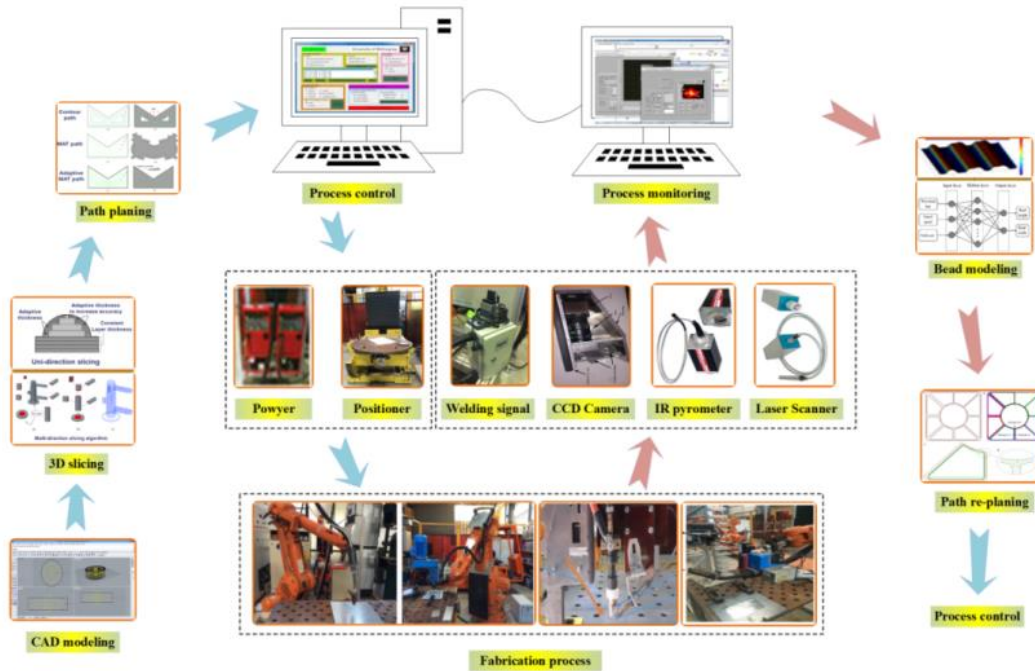 Contour
path
MAT path
Adaptive
MAT path
Path planing
Process control
Process monitoring
Bead modeling
Adaptive thickness
to increase accuracy
Adaptive
thickness
Constant
Layer thickness
Uni-direction slicing
Multi-direction slicing algorithm
3D slicing
Powyer
Positioner
Welding signal
CCD Camera
IR pyrometer
Laser Scanner
Path re-planing
CAD modeling
Fabrication process
Process control